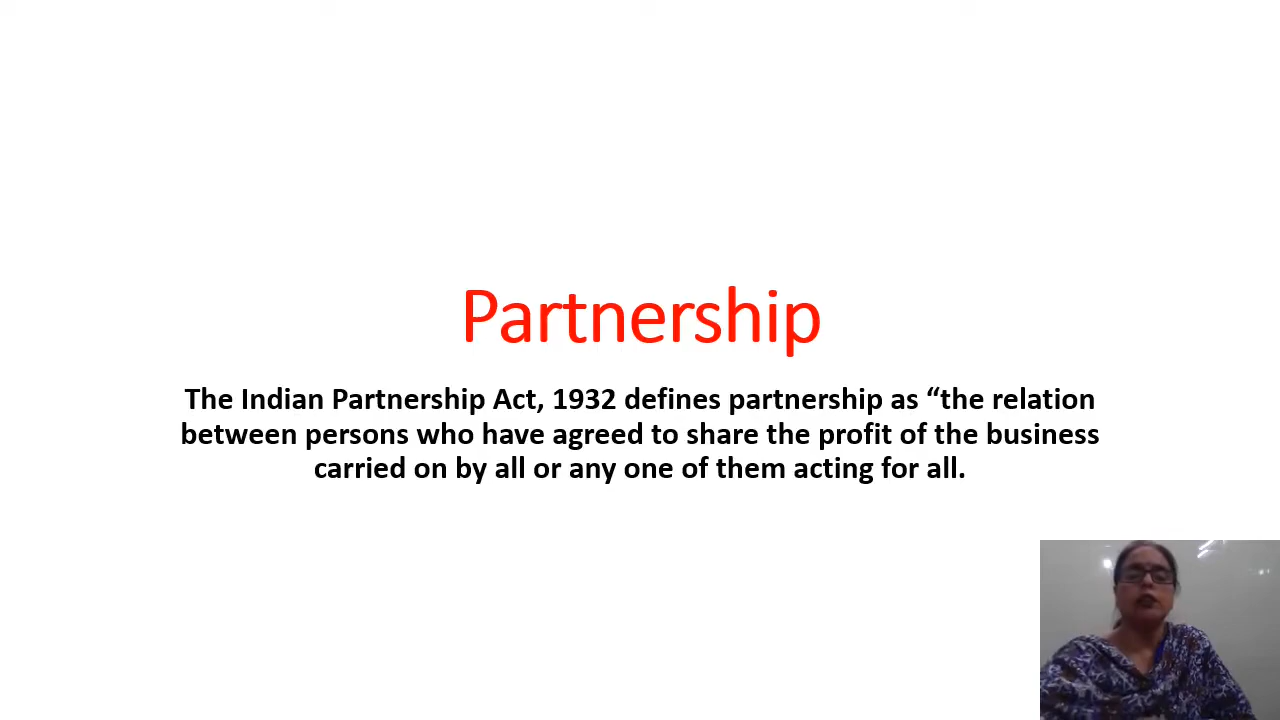 Partnership
The Indian Partnership Act, 1932 defines partnership as “the relation
between persons who have agreed to share the profit of the business
carried on by all or any one of them acting for all.